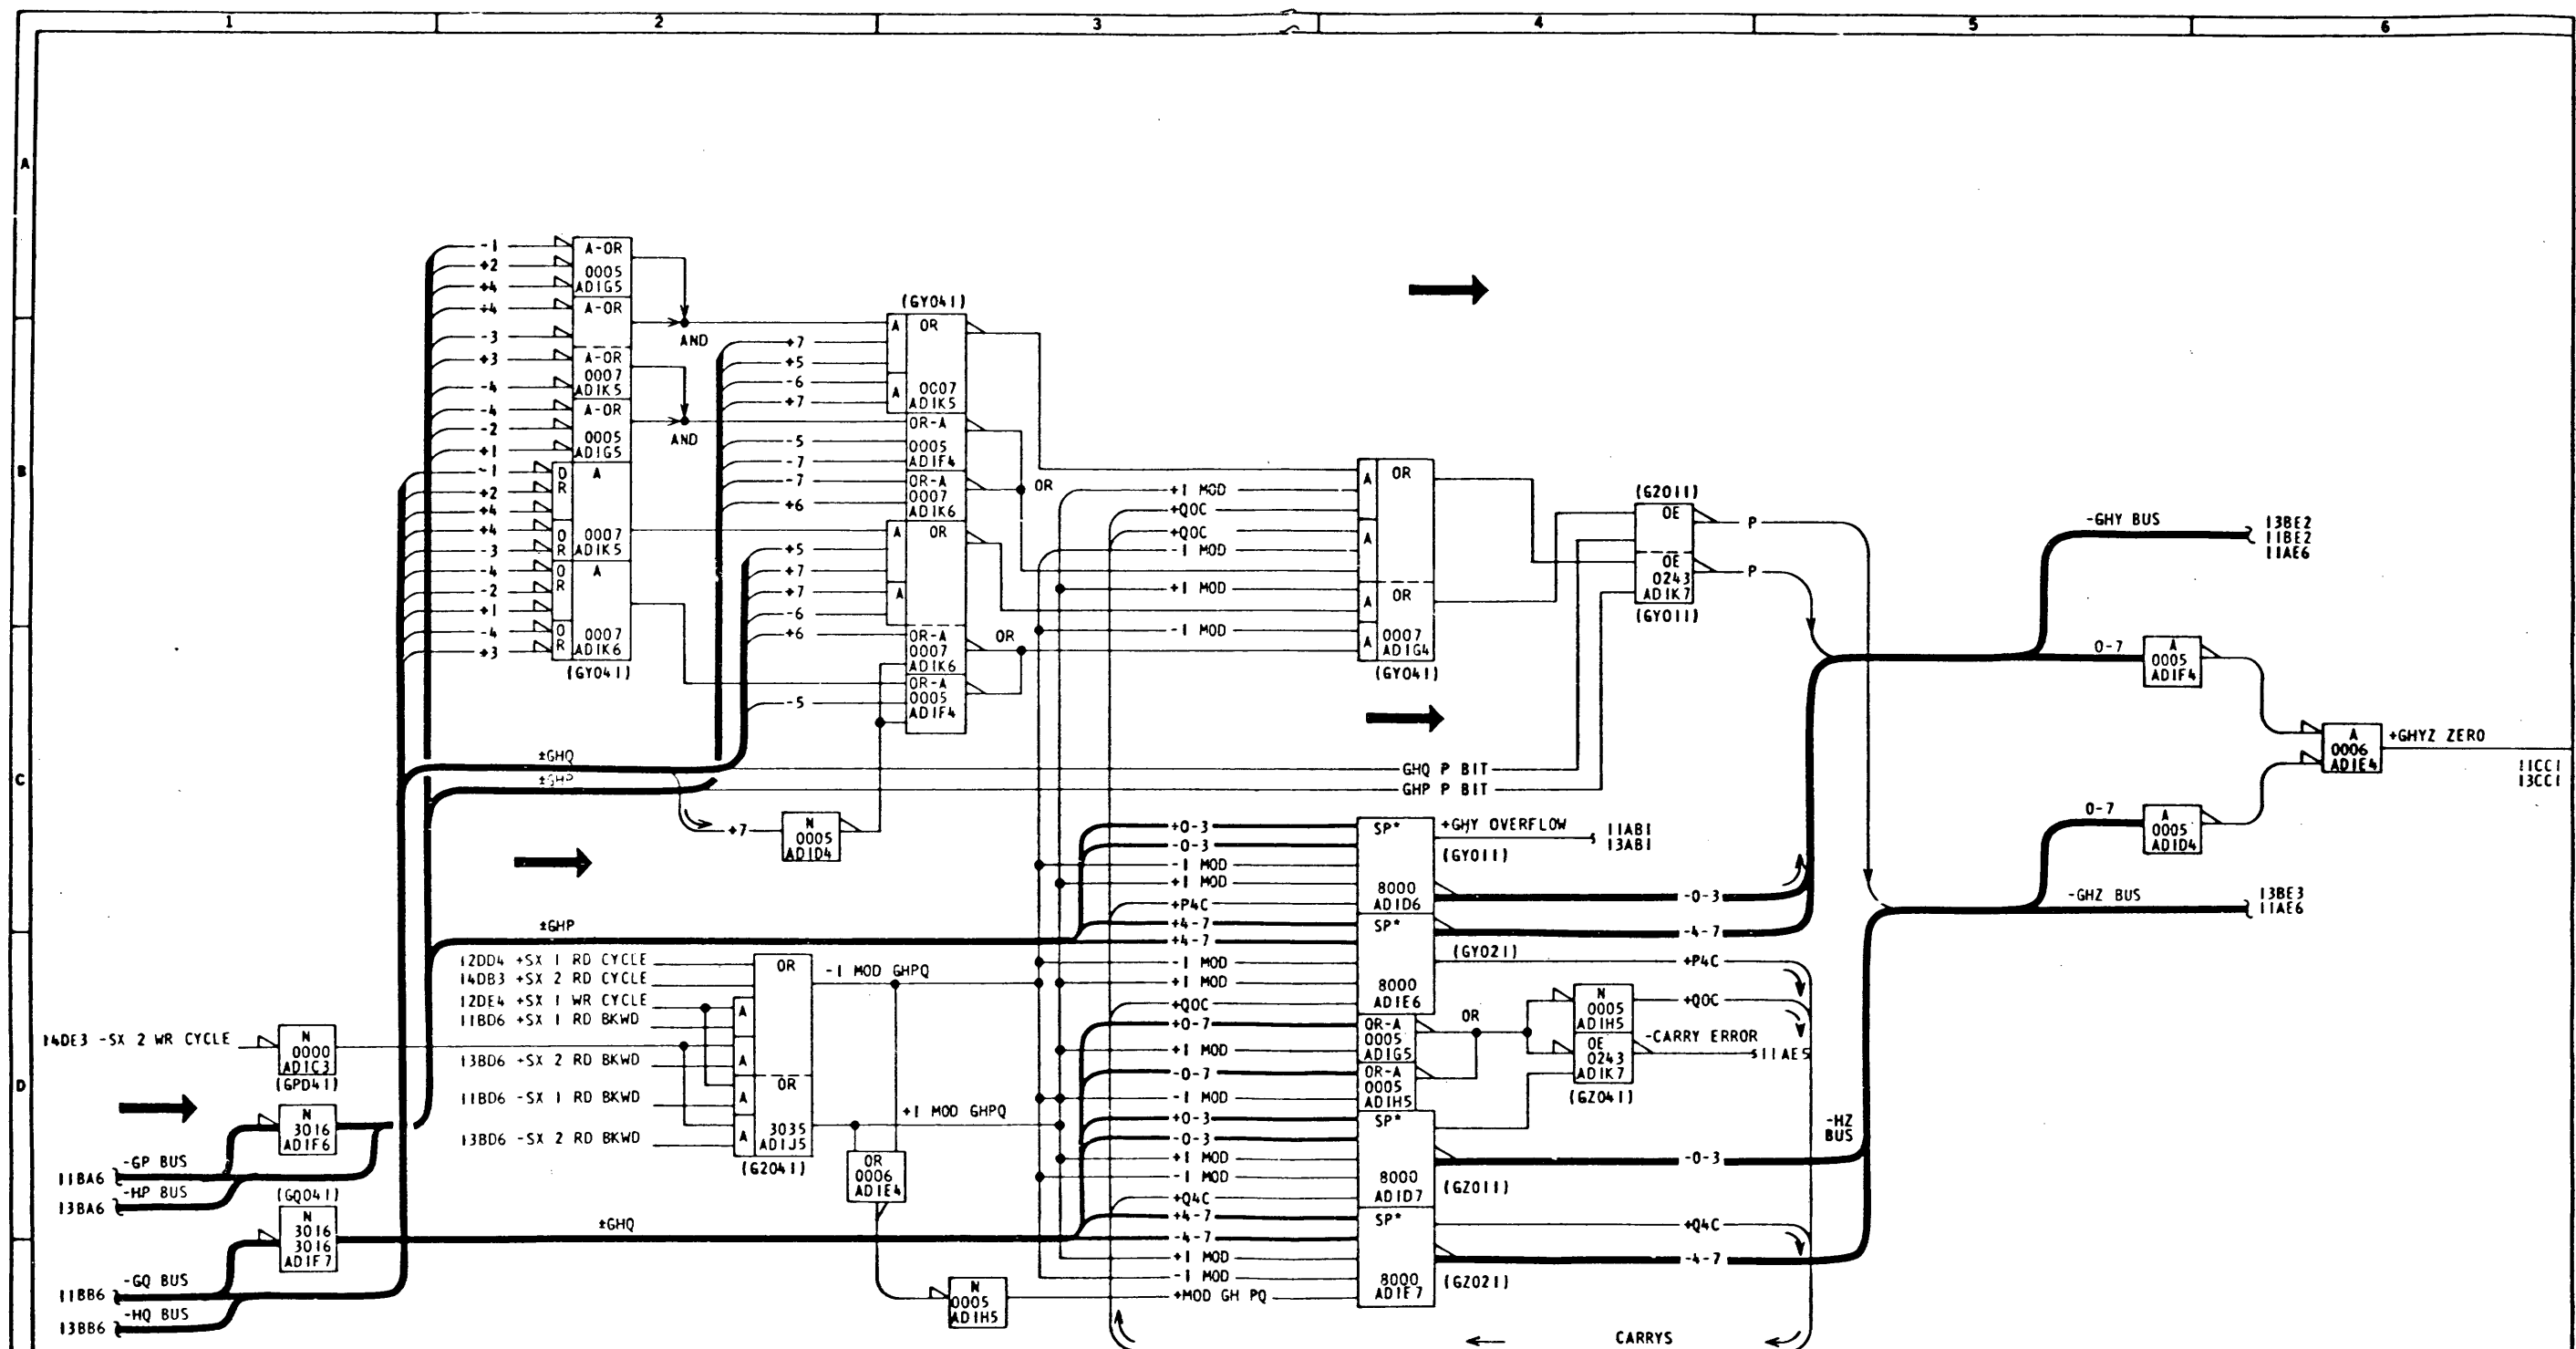 1 2 3 4 5 6
A
B
C
D
-1
+2
+4
+4
-3
+3
-4
-4
-2
+1
A-OR
0005
ADIG5
A-OR
A-OR
0007
ADIK5
A-OR
0005
ADIG5
AND
AND
-1
+2
+4
+4
-3
-4
-2
+1
-4
+3
O
R
A
0007
ADIK5
O
R
O
R
A
0007
ADIK6
O
R
(GY041)
(GY041)
+7
+5
-6
+7
A
OR
A
0007
ADIK5
-5
-7
-7
+6
OR-A
0005
ADIF4
OR-A
0007
ADIK6
OR
+5
+7
+7
-6
+6
-5
A
OR
A
OR-A
0007
ADIK6
OR-A
0005
ADIF4
OR
±GHQ
±GHP
+7
N
0005
ADID4
+1 MOD
+Q0C
+Q0C
-1 MOD
+1 MOD
-1 MOD
A
OR
A
A
OR
A
0007
ADIG4
(GY041)
(GZ011)
OE
OE
0243
ADIK7
(GY011)
P
P
GHQ P BIT
GHP P BIT
-GHY BUS
13BE2
11BE2
11AE6
0-7
A
0005
ADIF4
A
0006
ADIE4
+GHYZ ZERO
11CC1
13CC1
0-7
A
0005
ADID4
-GHZ BUS
13BE3
11AE6
+0-3
-0-3
-1 MOD
+1 MOD
+P4C
SP*
8000
ADID6
+GHY OVERFLOW
11AB1
13AB1
(GY011)
-0-3
±GHP
+4-7
+4-7
-1 MOD
+1 MOD
+Q0C
SP*
8000
ADIE6
-4-7
(GY021)
+P4C
12DD4 +SX 1 RD CYCLE
14DB3 +SX 2 RD CYCLE
12DE4 +SX 1 WR CYCLE
11BD6 +SX 1 RD BKWD
13BD6 +SX 2 RD BKWD
11BD6 -SX 1 RD BKWD
13BD6 -SX 2 RD BKWD
OR
A
A
OR
A
A
3035
ADIJ5
(GZ041)
-1 MOD GHPQ
+1 MOD GHPQ
14DE3 -SX 2 WR CYCLE
N
0000
ADIC3
(GPD41)
N
3016
ADIF6
-GP BUS
11BA6
-HP BUS
13BA6
(GQ041)
N
3016
3016
ADIF7
-GQ BUS
11BB6
-HQ BUS
13BB6
±GHQ
OR
0006
ADIE4
N
0005
ADIH5
+0-7
+1 MOD
-0-7
-1 MOD
OR-A
0005
ADIG5
OR-A
0005
ADIH5
OR
N
0005
ADIH5
OE
0243
ADIK7
(GZ041)
+Q0C
-CARRY ERROR
11AE5
+0-3
-0-3
+1 MOD
-1 MOD
+Q4C
SP*
8000
ADID7
(GZ011)
-0-3
-HZ
BUS
+4-7
-4-7
+1 MOD
-1 MOD
+MOD GH PQ
SP*
8000
ADIE7
(GZ021)
+Q4C
-4-7
CARRYS